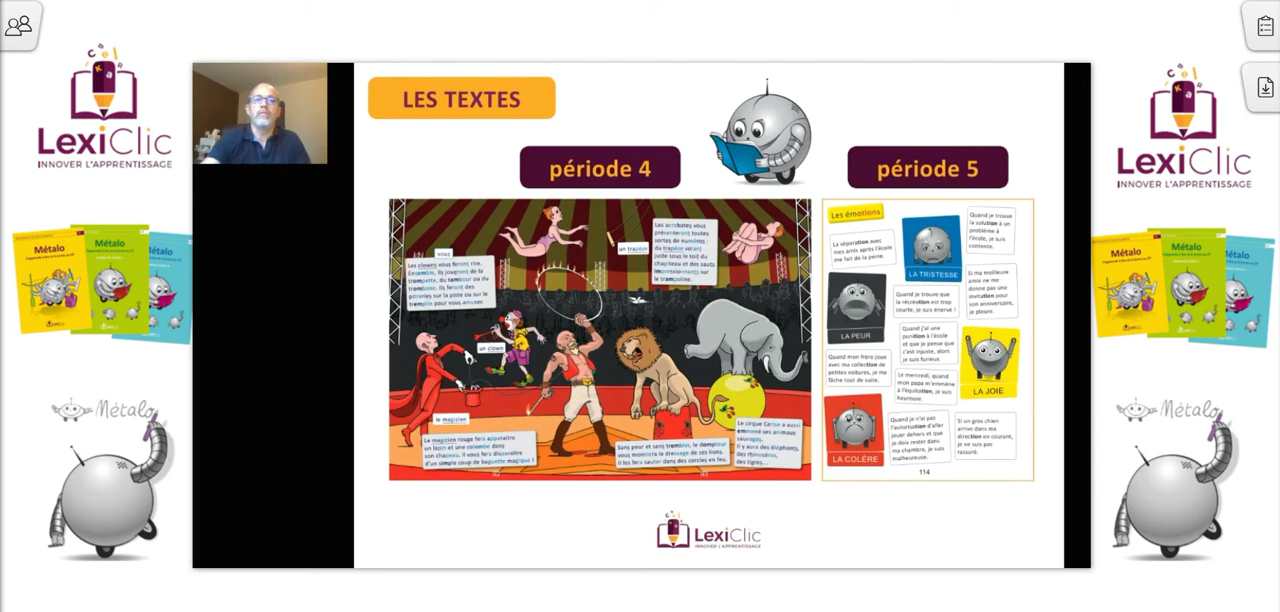 LexiClic
INNOVER L'APPRENTISSAGE
Métalo
Métalo
Métalo
Métalo
LES TEXTES
période 4
période 5
vous
Les clowns vous feront rire.
Ensemble, ils joueront de la
trompette, du tambour ou du
trombone. Ils feront des
pitreries sur la piste ou sur le
tremplin pour vous amuser.
un trapèze
Les acrobates vous
présenteront toutes
sortes de numéros :
du trapèze volant
juste sous le toit du
chapiteau et des sauts
impressionnants sur
le trampoline.
un clown
le magicien
Le magicien rouge fera apparaitre
un lapin et une colombe dans
son chapeau. Il vous fera disparaitre
d'un simple coup de baguette magique !
Sans peur et sans trembler, le dompteur
vous montrera le dressage de ses lions.
Il les fera sauter dans des cercles en feu.
Le cirque Cerise a aussi
emmené ses animaux
sauvages.
Il y aura des éléphants,
des rhinocéros,
des tigres...
Les émotions
La séparation avec
mes amis après l'école
me fait de la peine.
LA TRISTESSE
Quand je trouve
la solution à un
problème à
l'école, je suis
contente.
LA PEUR
Quand je trouve que
la récréation est trop
courte, je suis énervé !
Si ma meilleure
amie ne me
donne pas une
invitation pour
son anniversaire,
je pleure.
Quand j'ai une
punition à l'école
et que je pense que
c'est injuste, alors
je suis furieux.
LA JOIE
Quand mon frère joue
avec ma collection de
petites voitures, je me
fâche tout de suite.
Le mercredi, quand
mon papa m'emmène
à l'équitation, je suis
heureuse.
LA COLÈRE
Quand je n'ai pas
l'autorisation d'aller
jouer dehors et que
je dois rester dans
ma chambre, je suis
malheureuse.
Si un gros chien
arrive dans ma
direction en courant,
je ne suis pas
rassuré.
114
LexiClic
INNOVER L'APPRENTISSAGE
LexiClic
INNOVER L'APPRENTISSAGE
Métalo
Métalo
Métalo
Métalo